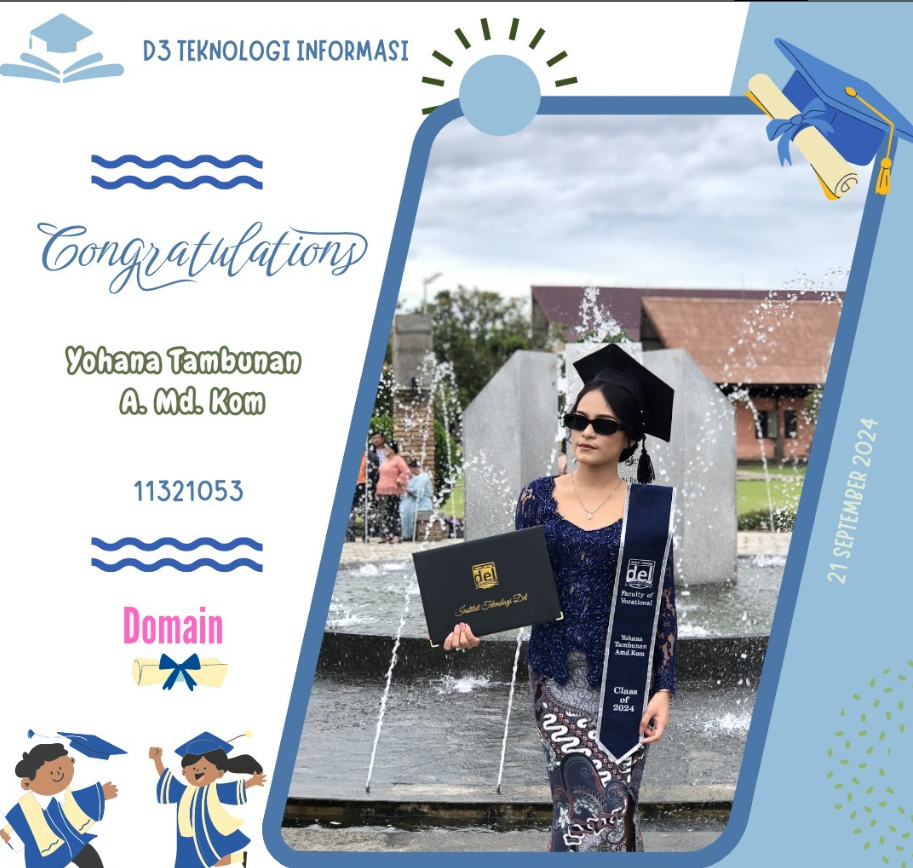 D3 TEKNOLOGI INFORMASI
Congratulations
Yohana Tambunan
A. Md. Kom
11321053
Domain
21 SEPTEMBER 2024
del
Institut Teknologi Del
del
Faculty of
Vocational
Yohana
Tambunan
Amd Kom
Class
of
2024